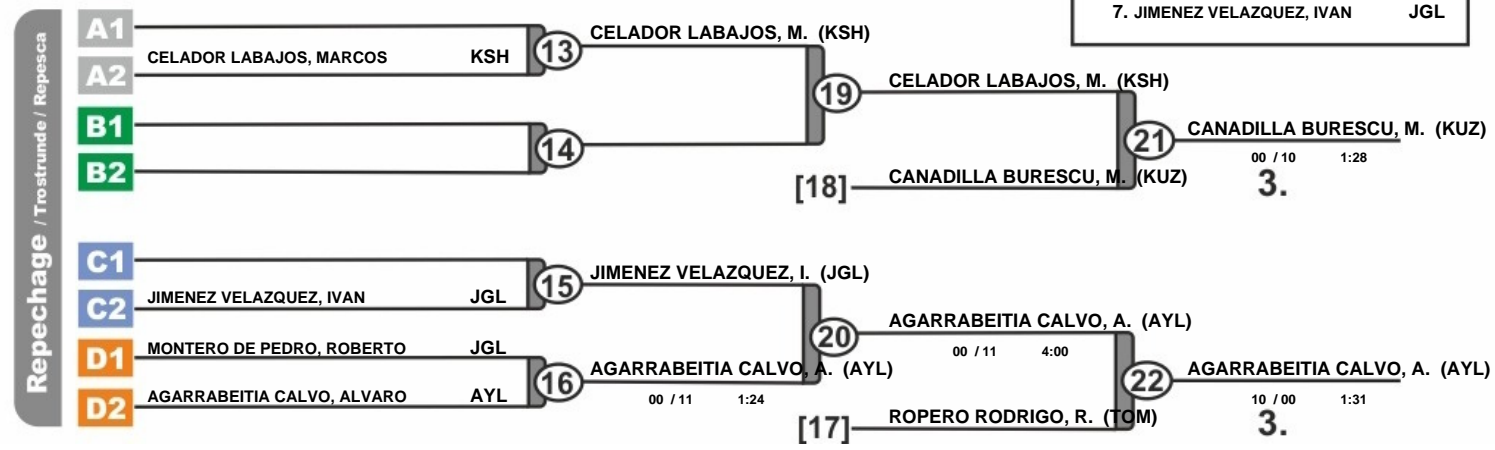 7. JIMENEZ VELAZQUEZ, IVAN JGL
Repechage / Trostrunde / Repesca
A1
CELADOR LABAJOS, MARCOS KSH
A2
13
CELADOR LABAJOS, M. (KSH)
B1
14
B2
19
CELADOR LABAJOS, M. (KSH)
[18]
CANADILLA BURESCU, M. (KUZ)
21
CANADILLA BURESCU, M. (KUZ)
00 / 10 1:28
3.
C1
C2
JIMENEZ VELAZQUEZ, IVAN JGL
15
JIMENEZ VELAZQUEZ, I. (JGL)
D1
MONTERO DE PEDRO, ROBERTO JGL
D2
AGARRABEITIA CALVO, ALVARO AYL
16
AGARRABEITIA CALVO, A. (AYL)
00 / 11 1:24
20
AGARRABEITIA CALVO, A. (AYL)
00 / 11 4:00
[17]
ROPERO RODRIGO, R. (TOM)
22
AGARRABEITIA CALVO, A. (AYL)
10 / 00 1:31
3.